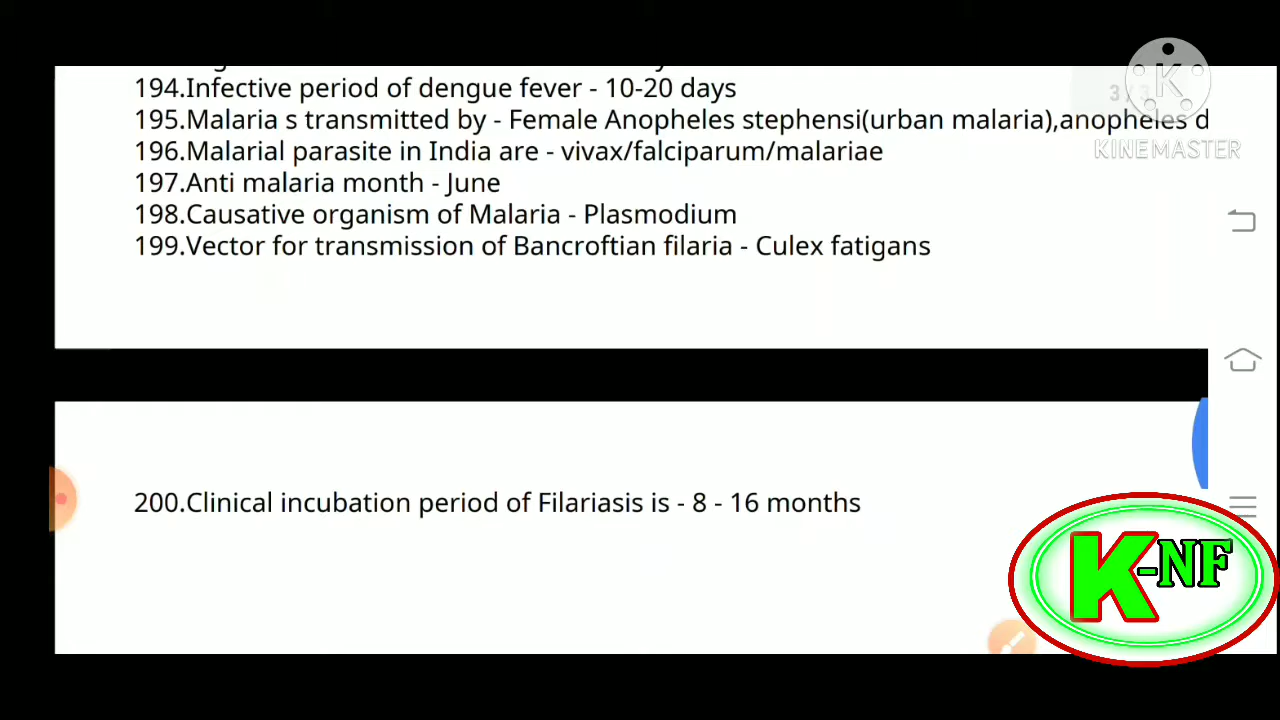 194.Infective period of dengue fever - 10-20 days
195.Malaria s transmitted by - Female Anopheles stephensi(urban malaria),anopheles d
196.Malarial parasite in India are - vivax/falciparum/malariae
197.Anti malaria month - June
198.Causative organism of Malaria - Plasmodium
199.Vector for transmission of Bancroftian filaria - Culex fatigans
200.Clinical incubation period of Filariasis is - 8 - 16 months
3 / 3
K
KINEMASTER
K-NF